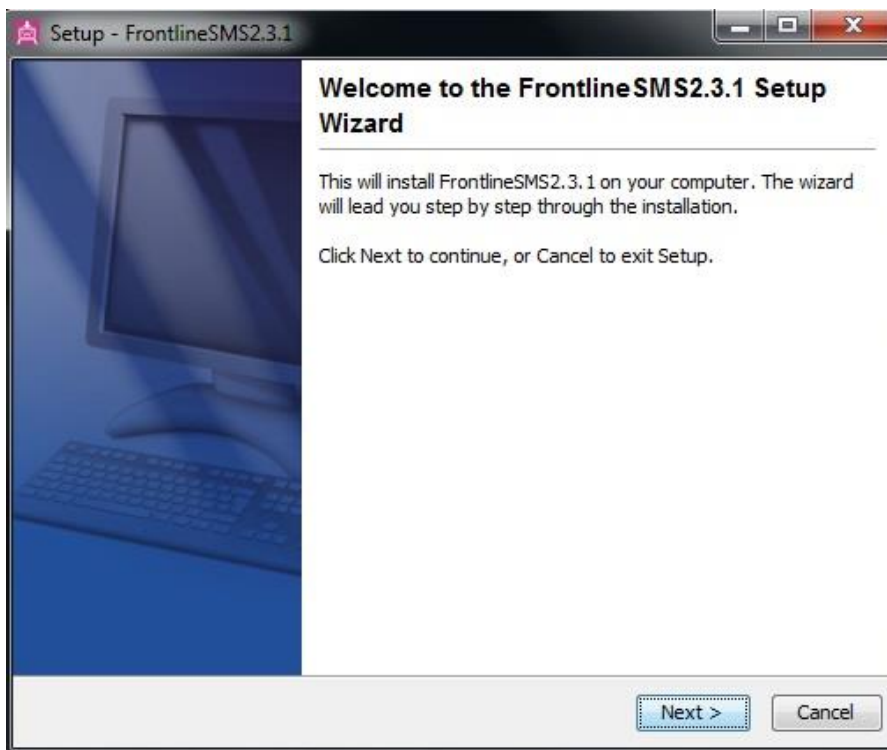 Setup - FrontlineSMS2.3.1
Welcome to the FrontlineSMS2.3.1 Setup
Wizard
This will install FrontlineSMS2.3.1 on your computer. The wizard
will lead you step by step through the installation.
Click Next to continue, or Cancel to exit Setup.
Next >
Cancel